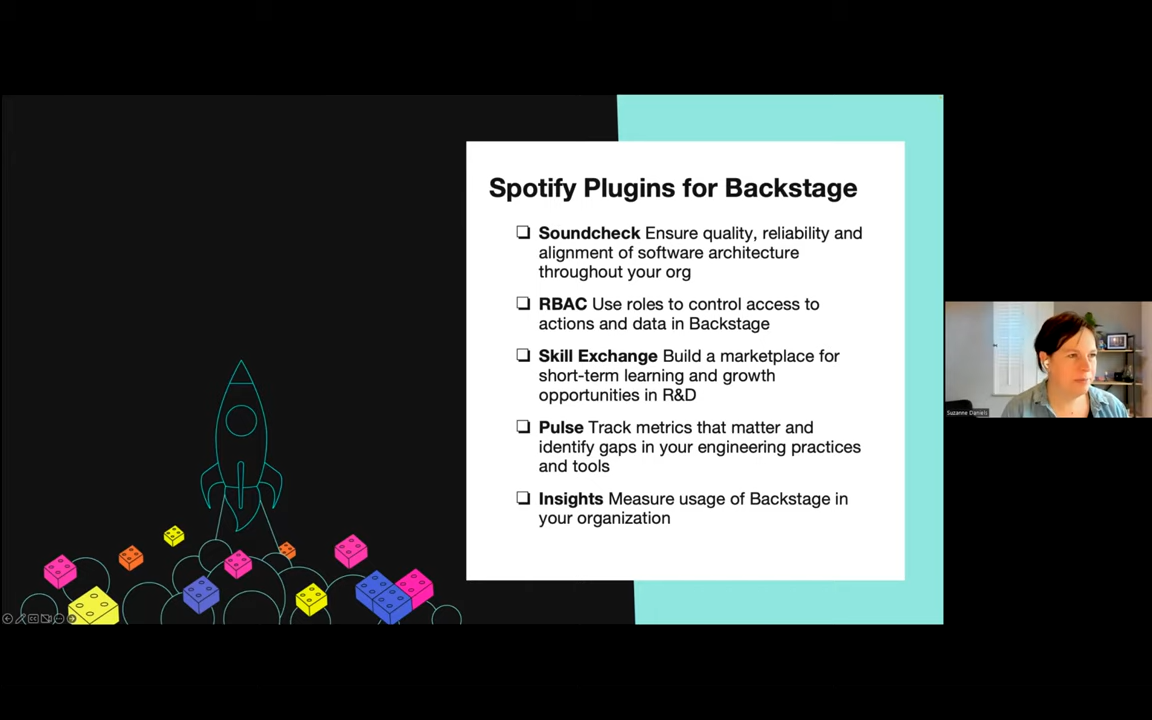 Spotify Plugins for Backstage
Soundcheck Ensure quality, reliability and
alignment of software architecture
throughout your org
RBAC Use roles to control access to
actions and data in Backstage
Skill Exchange Build a marketplace for
short-term learning and growth
opportunities in R&D
Pulse Track metrics that matter and
identify gaps in your engineering practices
and tools
Insights Measure usage of Backstage in
your organization
Suzanne Daniels